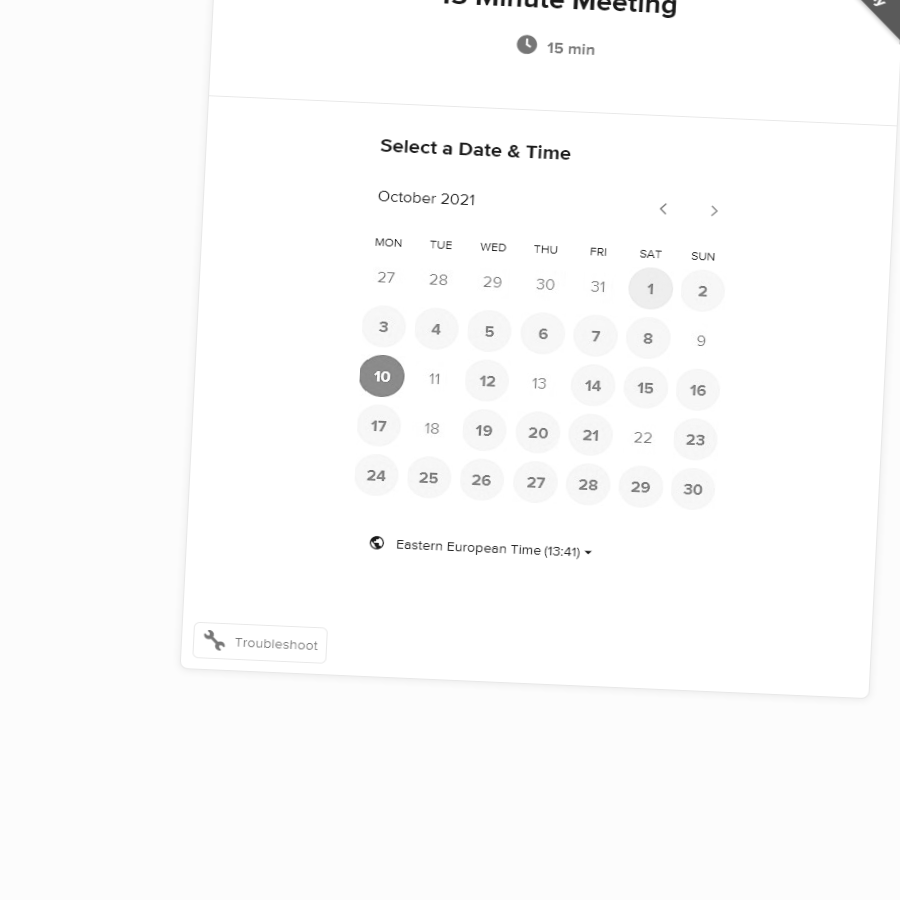 15 Minute Meeting
15 min
Select a Date & Time
October 2021
MON TUE WED THU FRI SAT SUN
27 28 29 30 31 1 2
3 4 5 6 7 8 9
10 11 12 13 14 15 16
17 18 19 20 21 22 23
24 25 26 27 28 29 30
Eastern European Time (13:41)
Troubleshoot